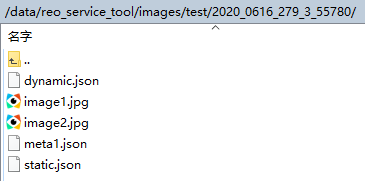 /data/reo_service_tool/images/test/2020_0616_279_3_55780/
名字
..
dynamic.json
image1.jpg
image2.jpg
meta1.json
static.json